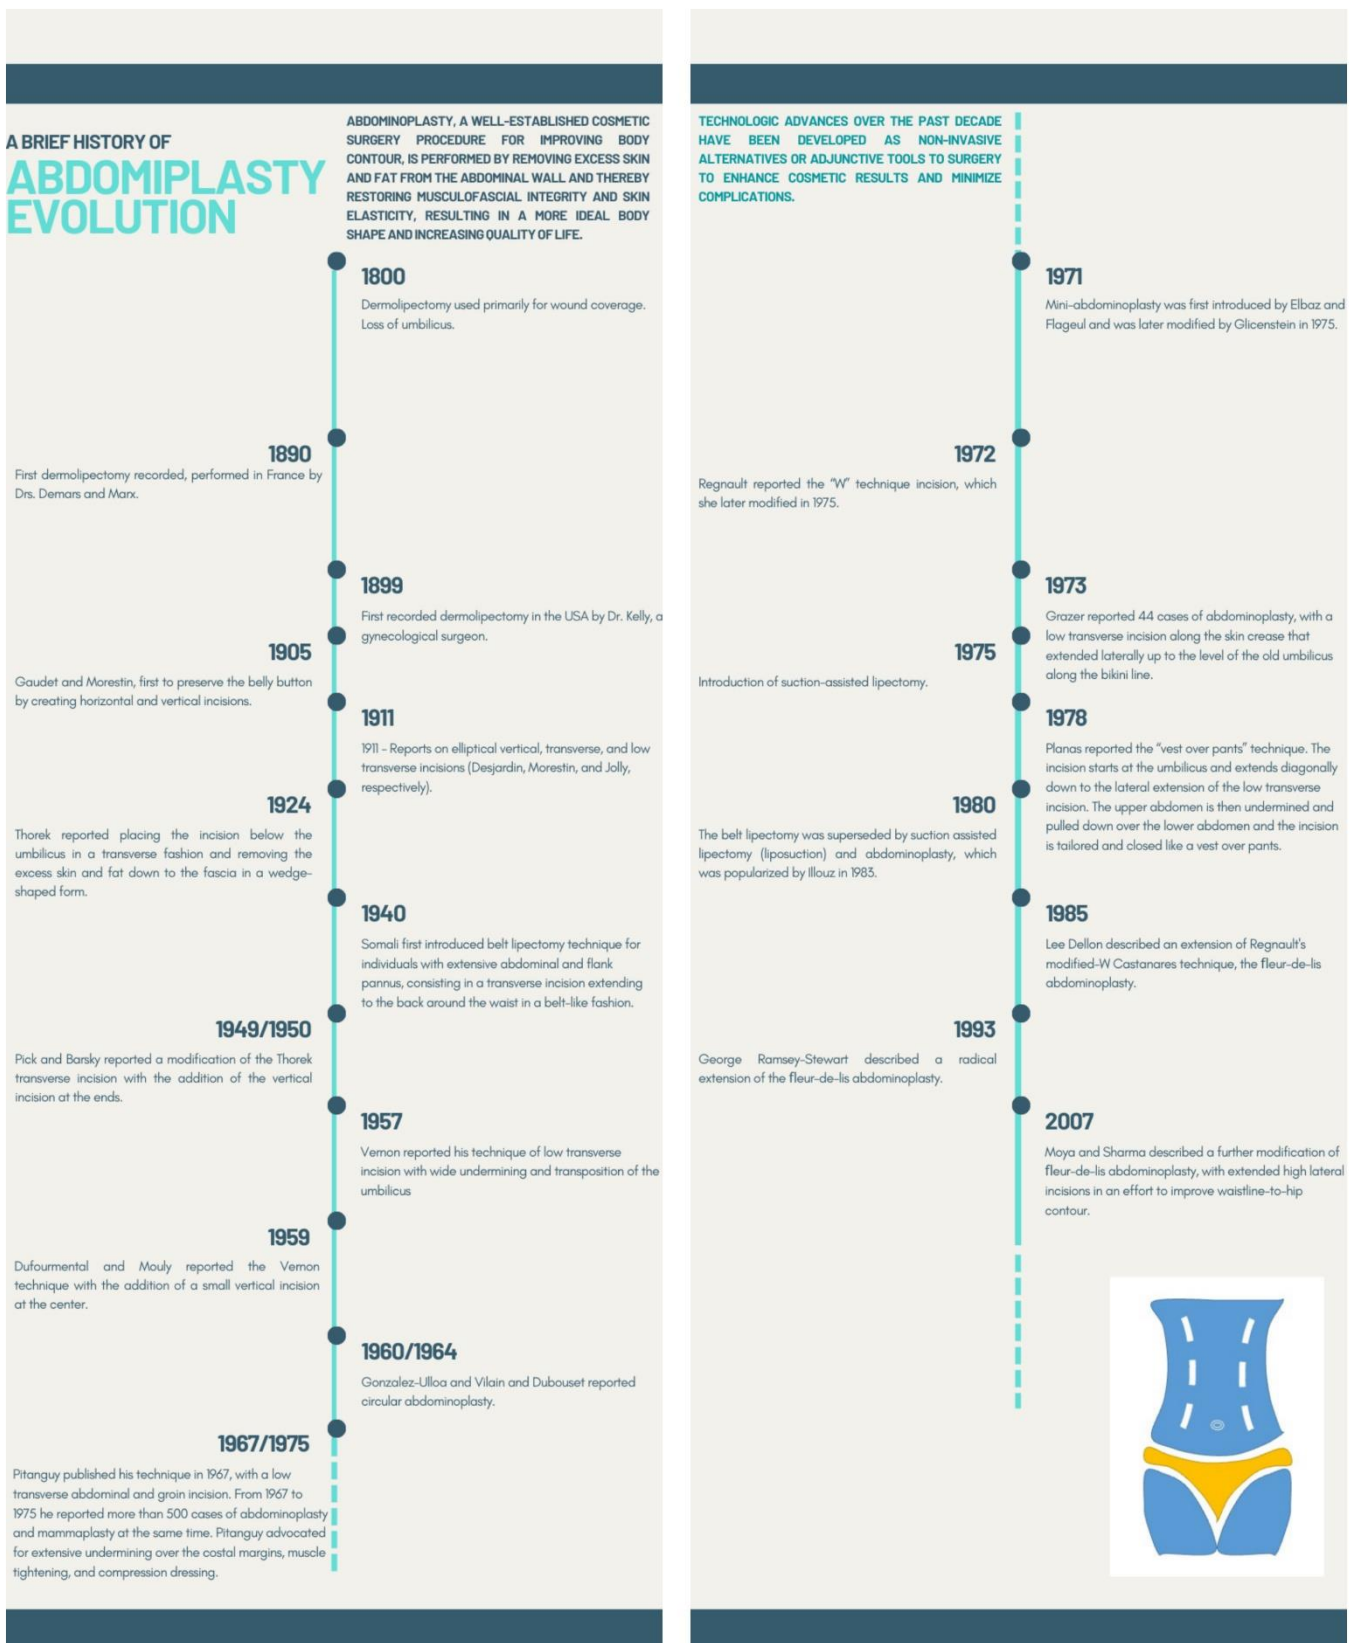 A BRIEF HISTORY OF
ABDOMIPLASTY
EVOLUTION
ABDOMINOPLASTY, A WELL-ESTABLISHED COSMETIC
SURGERY PROCEDURE FOR IMPROVING BODY
CONTOUR, IS PERFORMED BY REMOVING EXCESS SKIN
AND FAT FROM THE ABDOMINAL WALL AND THEREBY
RESTORING MUSCULOFASCIAL INTEGRITY AND SKIN
ELASTICITY, RESULTING IN A MORE IDEAL BODY
SHAPE AND INCREASING QUALITY OF LIFE.
1800
Dermolipectomy used primarily for wound coverage.
Loss of umbilicus.
1890
First dermolipectomy recorded, performed in France by
Drs. Demars and Marx.
1899
First recorded dermolipectomy in the USA by Dr. Kelly, a
gynecological surgeon.
1905
Gaudet and Morestin, first to preserve the belly button
by creating horizontal and vertical incisions.
1911
1911 - Reports on elliptical vertical, transverse, and low
transverse incisions (Desjardin, Morestin, and Jolly,
respectively).
1924
Thorek reported placing the incision below the
umbilicus in a transverse fashion and removing the
excess skin and fat down to the fascia in a wedge-
shaped form.
1940
Somali first introduced belt lipectomy technique for
individuals with extensive abdominal and flank
pannus, consisting in a transverse incision extending
to the back around the waist in a belt-like fashion.
1949/1950
Pick and Barsky reported a modification of the Thorek
transverse incision with the addition of the vertical
incision at the ends.
1957
Vernon reported his technique of low transverse
incision with wide undermining and transposition of the
umbilicus
1959
Dufourmental and Mouly reported the Vernon
technique with the addition of a small vertical incision
at the center.
1960/1964
Gonzalez-Ulloa and Vilain and Dubouset reported
circular abdominoplasty.
1967/1975
Pitanguy published his technique in 1967, with a low
transverse abdominal and groin incision. From 1967 to
1975 he reported more than 500 cases of abdominoplasty
and mammaplasty at the same time. Pitanguy advocated
for extensive undermining over the costal margins, muscle
tightening, and compression dressing.
TECHNOLOGIC ADVANCES OVER THE PAST DECADE
HAVE BEEN DEVELOPED AS NON-INVASIVE
ALTERNATIVES OR ADJUNCTIVE TOOLS TO SURGERY
TO ENHANCE COSMETIC RESULTS AND MINIMIZE
COMPLICATIONS.
1971
Mini-abdominoplasty was first introduced by Elbaz and
Flageul and was later modified by Glicenstein in 1975.
1972
Regnault reported the "W" technique incision, which
she later modified in 1975.
1973
Grazer reported 44 cases of abdominoplasty, with a
low transverse incision along the skin crease that
extended laterally up to the level of the old umbilicus
along the bikini line.
1975
Introduction of suction-assisted lipectomy.
1978
Planas reported the "vest over pants" technique. The
incision starts at the umbilicus and extends diagonally
down to the lateral extension of the low transverse
incision. The upper abdomen is then undermined and
pulled down over the lower abdomen and the incision
is tailored and closed like a vest over pants.
1980
The belt lipectomy was superseded by suction assisted
lipectomy (liposuction) and abdominoplasty, which
was popularized by Illouz in 1983.
1985
Lee Dellon described an extension of Regnault's
modified-W Castanares technique, the fleur-de-lis
abdominoplasty.
1993
George Ramsey-Stewart described a radical
extension of the fleur-de-lis abdominoplasty.
2007
Moya and Sharma described a further modification of
fleur-de-lis abdominoplasty, with extended high lateral
incisions in an effort to improve waistline-to-hip
contour.